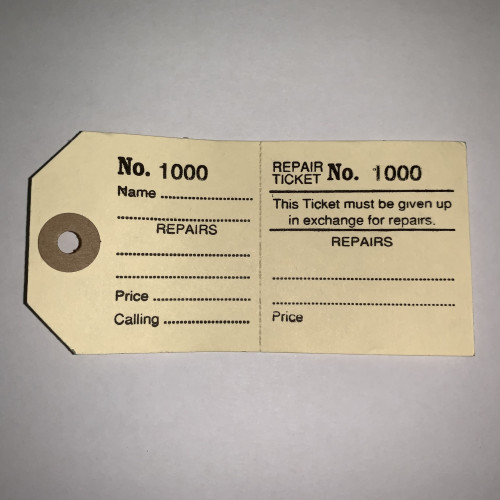 No. 1000
Name
REPAIRS
Price
Calling
REPAIR
TICKET No. 1000
This Ticket must be given up
in exchange for repairs.
REPAIRS
Price